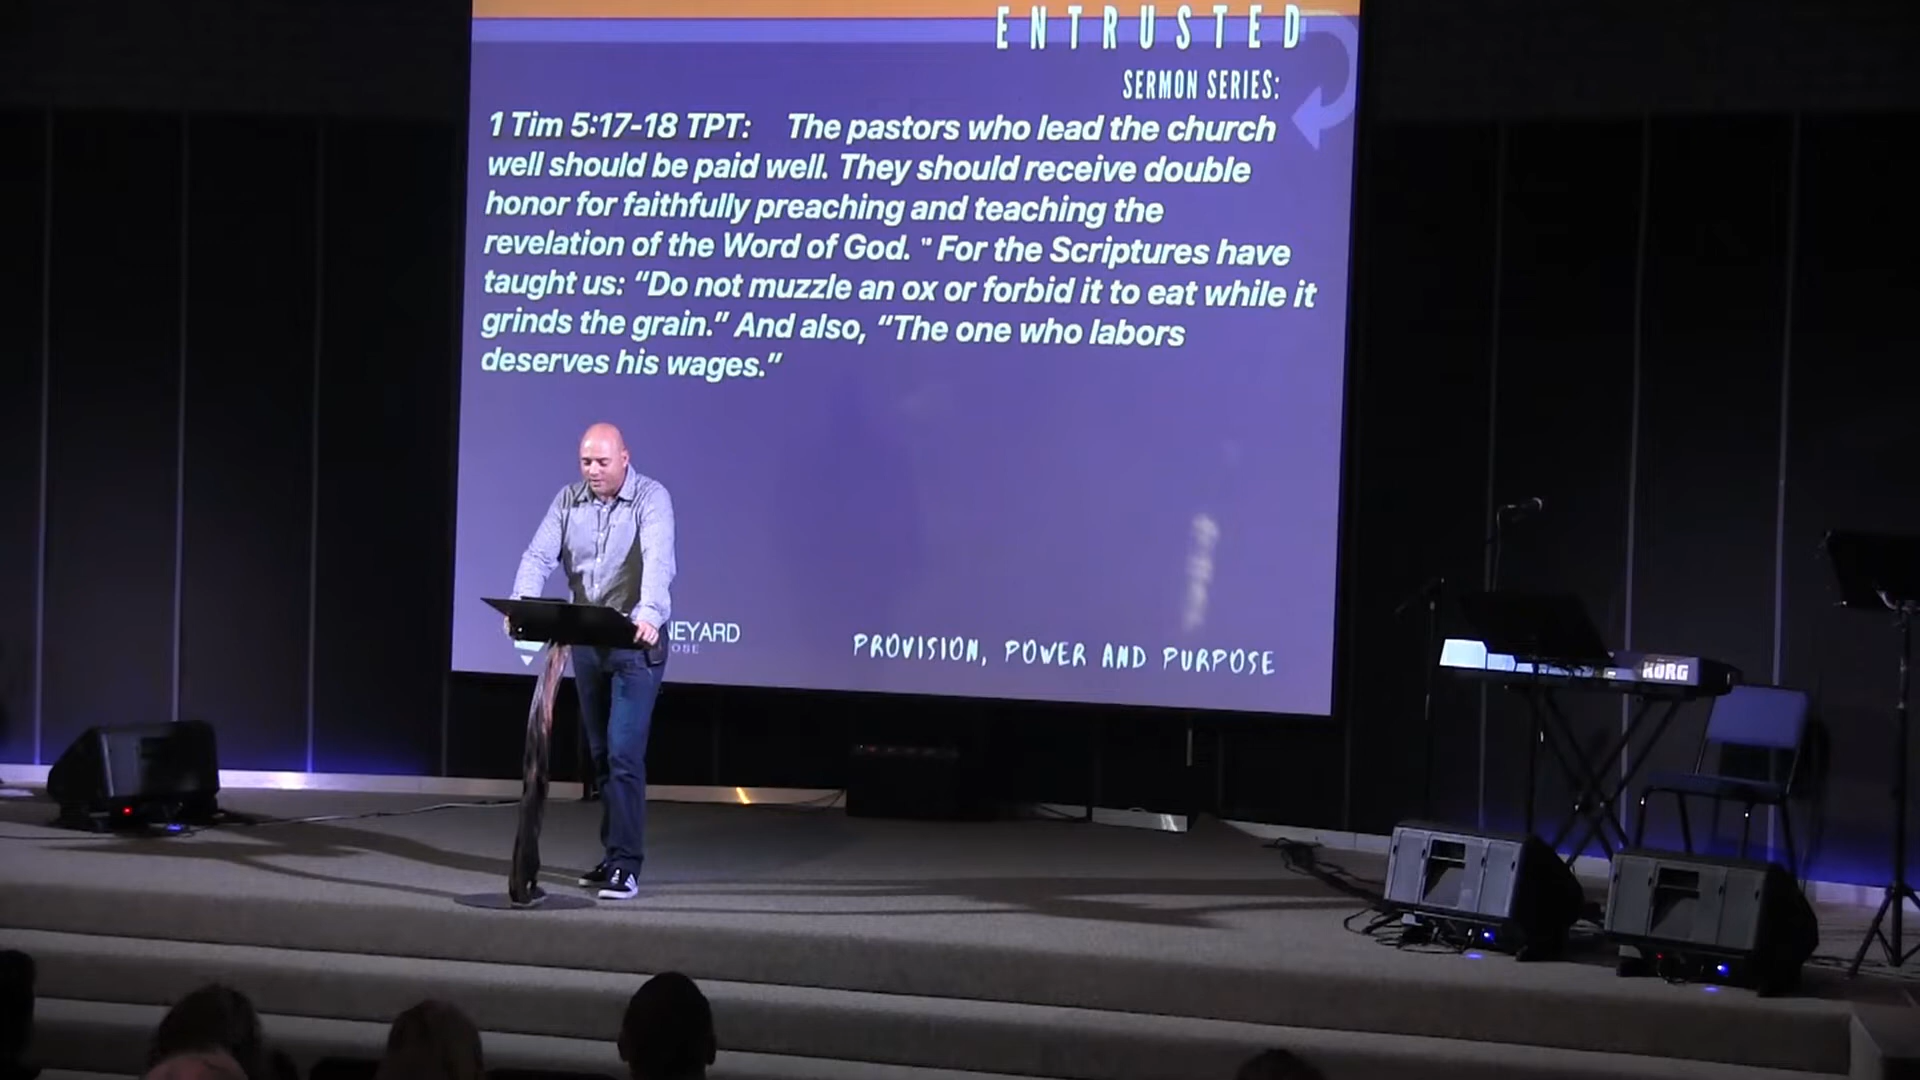 ENTRUSTED
SERMON SERIES:
1 Tim 5:17-18 TPT: The pastors who lead the church
well should be paid well. They should receive double
honor for faithfully preaching and teaching the
revelation of the Word of God. " For the Scriptures have
taught us: “Do not muzzle an ox or forbid it to eat while it
grinds the grain.” And also, “The one who labors
deserves his wages.”
NEYARD
OSE
PROVISION, POWER AND PURPOSE
KORG